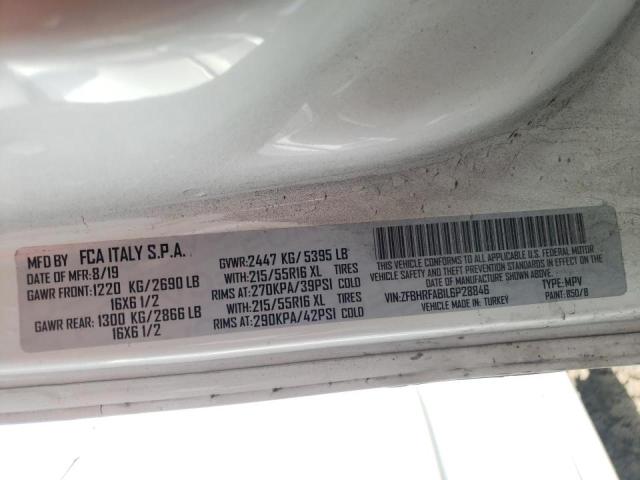 MFD BY FCA ITALY S.P.A.
DATE OF MFR: 8/19
GAWR FRONT: 1220 KG/2690 LB
16X6 1/2
GAWR REAR: 1300 KG/2866 LB
16X6 1/2
GVWR: 2447 KG/5395 LB
WITH: 215/55R16 XL TIRES
RIMS AT: 270KPA/39PSI COLD
WITH: 215/55R16 XL TIRES
RIMS AT: 290KPA/42PSI COLD
THIS VEHICLE CONFORMS TO ALL APPLICABLE U.S. FEDERAL MOTOR
VEHICLE SAFETY STANDARDS IN EFFECT ON THE
DATE OF MANUFACTURE SHOWN ABOVE.
VIN: ZFBHRFAB1L6P28846 TYPE: MPV
VEHICLE MADE IN: TURKEY PAINT: 850/B